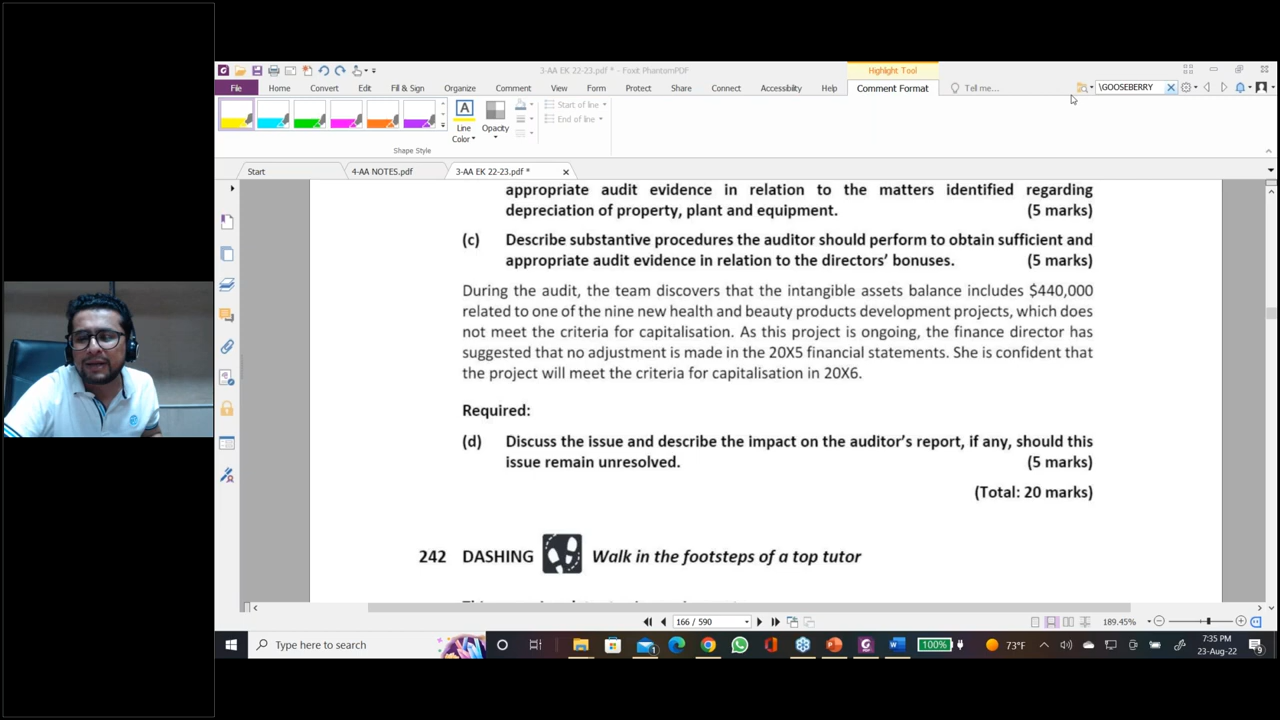 3-AA EK 22-23.pdf * - Foxit PhantomPDF
Highlight Tool
File Home Convert Edit Fill & Sign Organize Comment View Form Protect Share Connect Accessibility Help Comment Format Tell me... \GOOSEBERRY
Line Color Opacity
Start of line
End of line
Shape Style
Start 4-AA NOTES.pdf 3-AA EK 22-23.pdf *
appropriate audit evidence in relation to the matters identified regarding
depreciation of property, plant and equipment. (5 marks)
(c) Describe substantive procedures the auditor should perform to obtain sufficient and
appropriate audit evidence in relation to the directors' bonuses. (5 marks)
During the audit, the team discovers that the intangible assets balance includes $440,000
related to one of the nine new health and beauty products development projects, which does
not meet the criteria for capitalisation. As this project is ongoing, the finance director has
suggested that no adjustment is made in the 20X5 financial statements. She is confident that
the project will meet the criteria for capitalisation in 20X6.
Required:
(d) Discuss the issue and describe the impact on the auditor's report, if any, should this
issue remain unresolved. (5 marks)
(Total: 20 marks)
242 DASHING Walk in the footsteps of a top tutor
166 / 590
189.45%
Type here to search
100%
73°F
7:35 PM
23-Aug-22